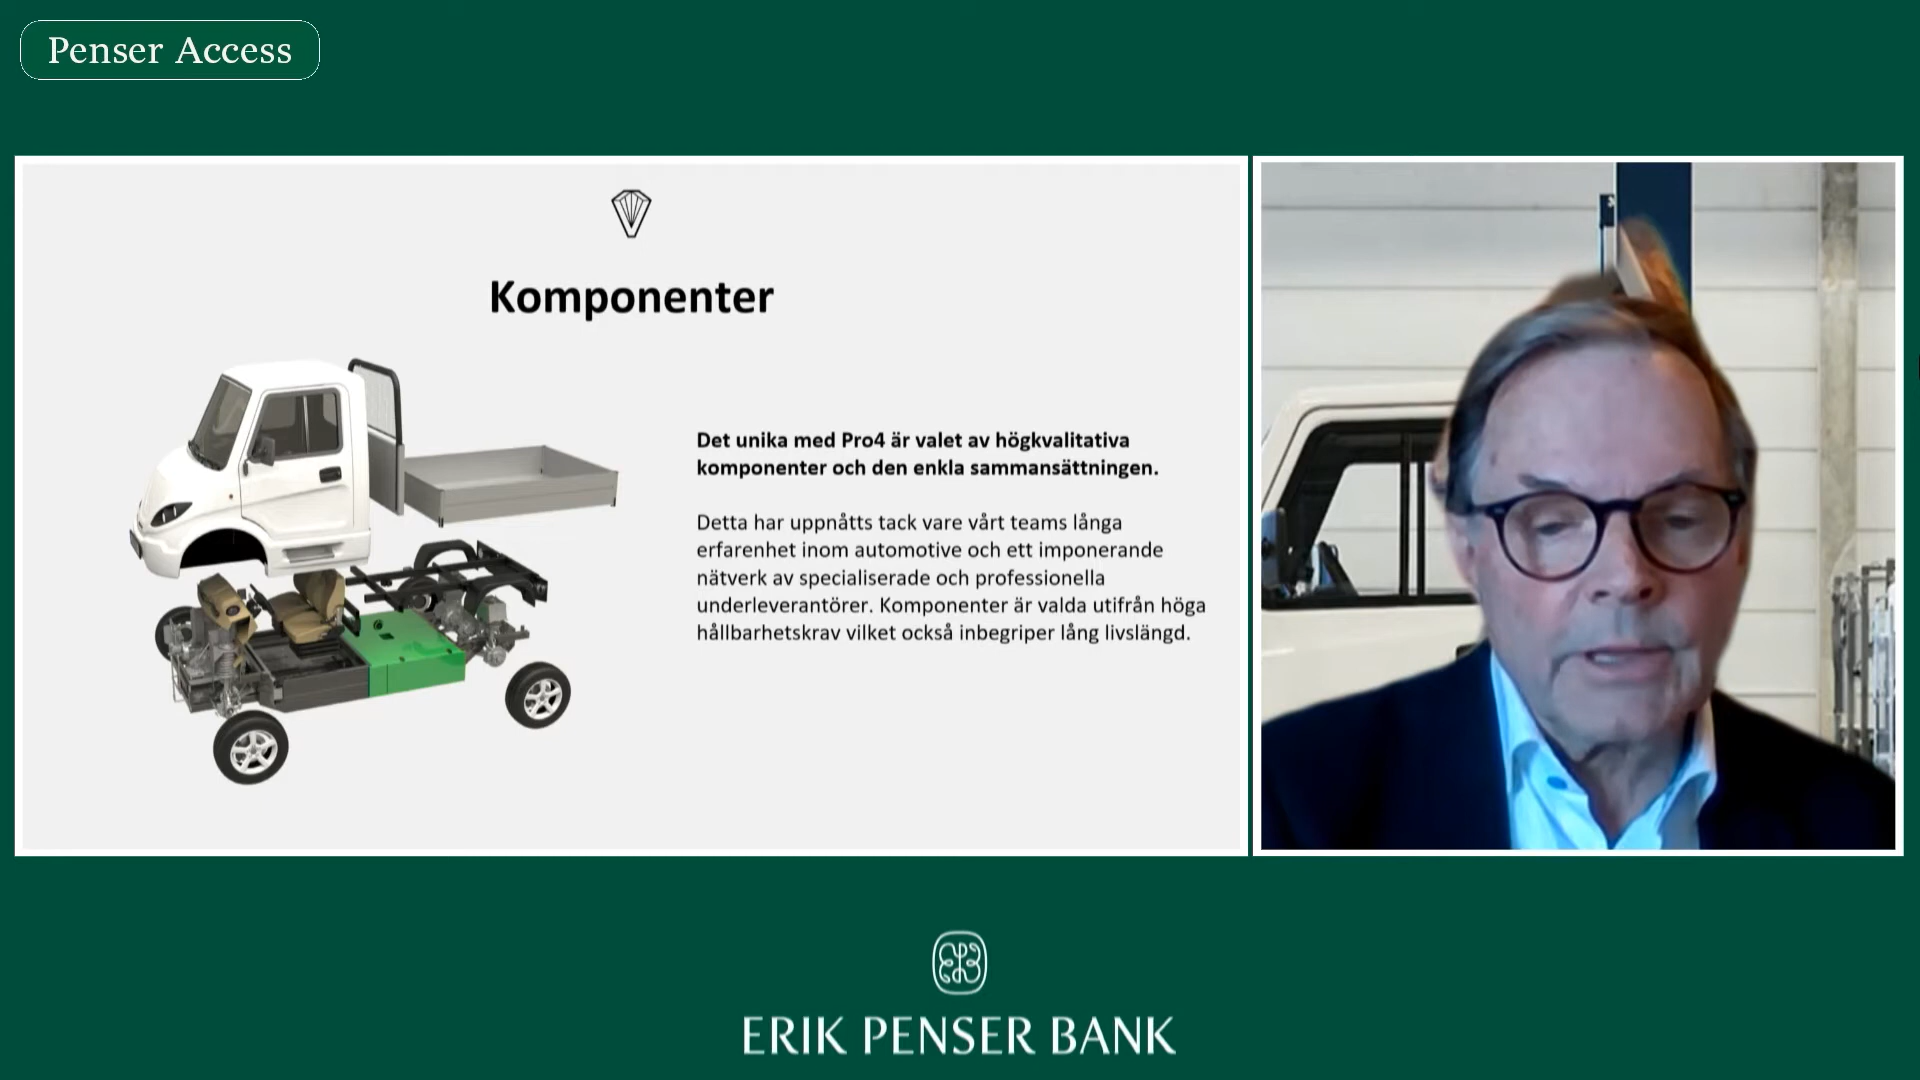 Penser Access
Komponenter
Det unika med Pro4 är valet av högkvalitativa
komponenter och den enkla sammansättningen.
Detta har uppnåtts tack vare vårt teams långa
erfarenhet inom automotive och ett imponerande
nätverk av specialiserade och professionella
underleverantörer. Komponenter är valda utifrån höga
hållbarhetskrav vilket också inbegriper lång livslängd.
ERIK PENSER BANK